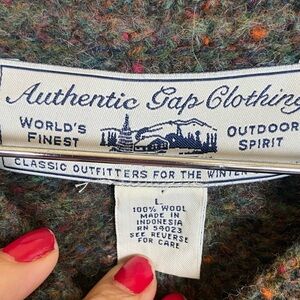 Authentic Gap Clothing
WORLD'S FINEST
OUTDOOR SPIRIT
CLASSIC OUTFITTERS FOR THE WINTER
L
100% WOOL
MADE IN
INDONESIA
RN 54023
SEE REVERSE
FOR CARE